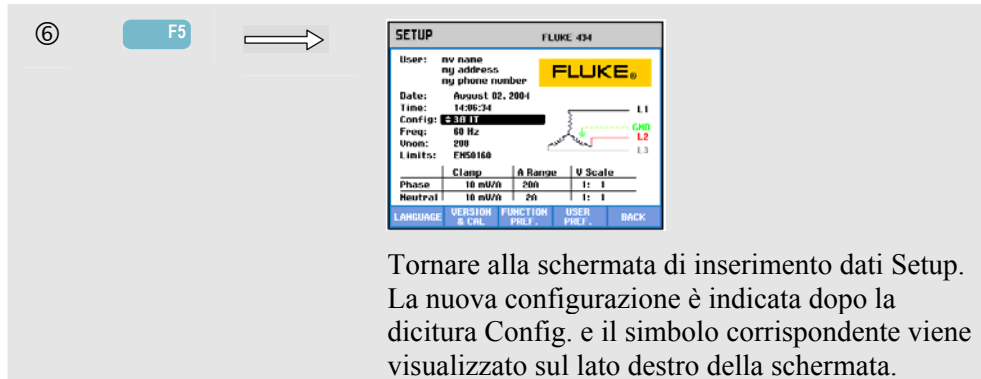 ⑥ F5
SETUP FLUKE 434
User: my name
my address
my phone number
FLUKE®
Date: August 02, 2004
Time: 14:06:34
Config: 3Ø IT
Freq: 60 Hz
Vnom: 200
Limits: EN50160
L1
GND
L2
L3
Clamp A Range V Scale
Phase 10 mV/A 20A 1: 1
Neutral 10 mV/A 2A 1: 1
LANGUAGE VERSION & CAL FUNCTION PREF. USER PREF. BACK
Tornare alla schermata di inserimento dati Setup.
La nuova configurazione è indicata dopo la
dicitura Config. e il simbolo corrispondente viene
visualizzato sul lato destro della schermata.